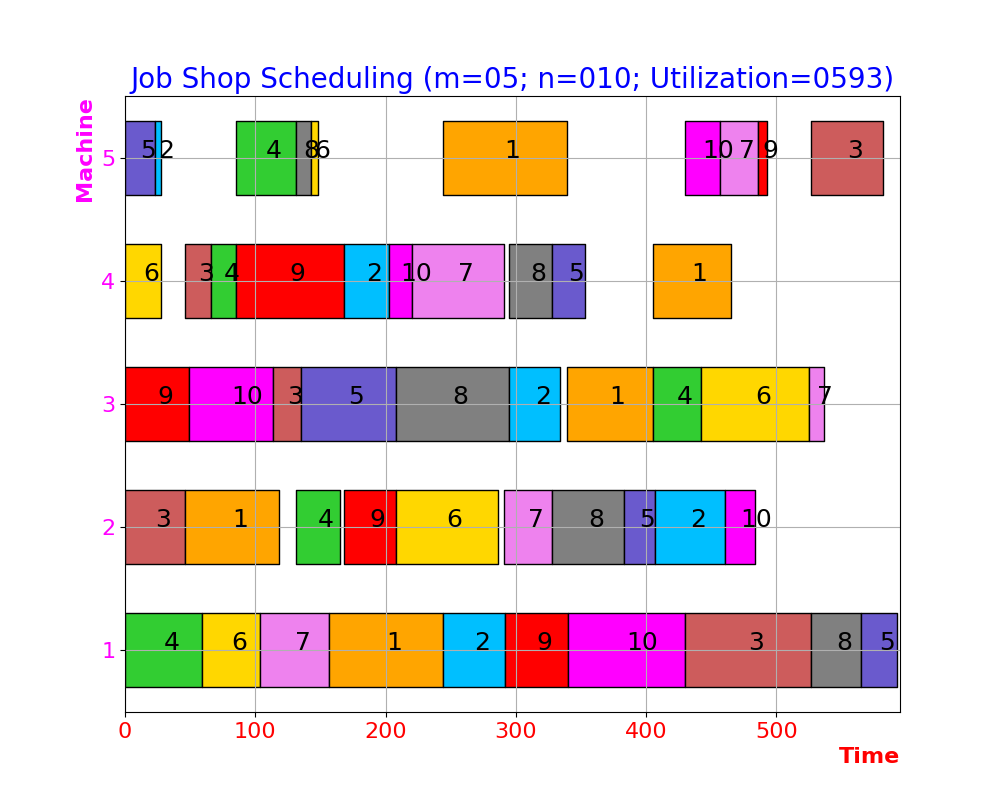 Job Shop Scheduling (m=05; n=010; Utilization=0593)
Machine
5
5 2 4 8 6 1 10 7 9 3
4
6 3 4 9 2 10 7 8 5 1
3
9 10 3 5 8 2 1 4 6 7
2
3 1 4 9 6 7 8 5 2 10
1
4 6 7 1 2 9 10 3 8 5
0 100 200 300 400 500
Time